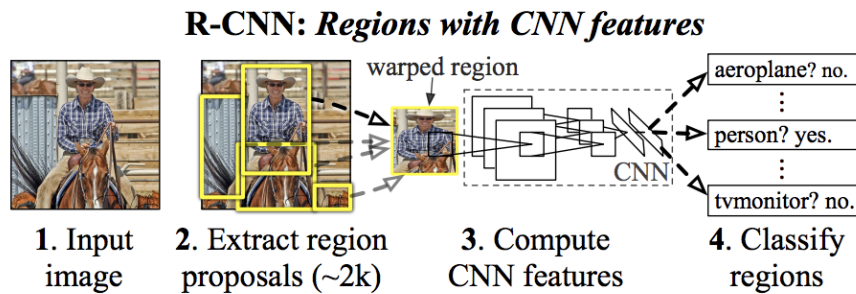 R-CNN: Regions with CNN features
warped region
aeroplane? no.
person? yes.
tvmonitor? no.
CNN
1. Input
image
2. Extract region
proposals (~2k)
3. Compute
CNN features
4. Classify
regions